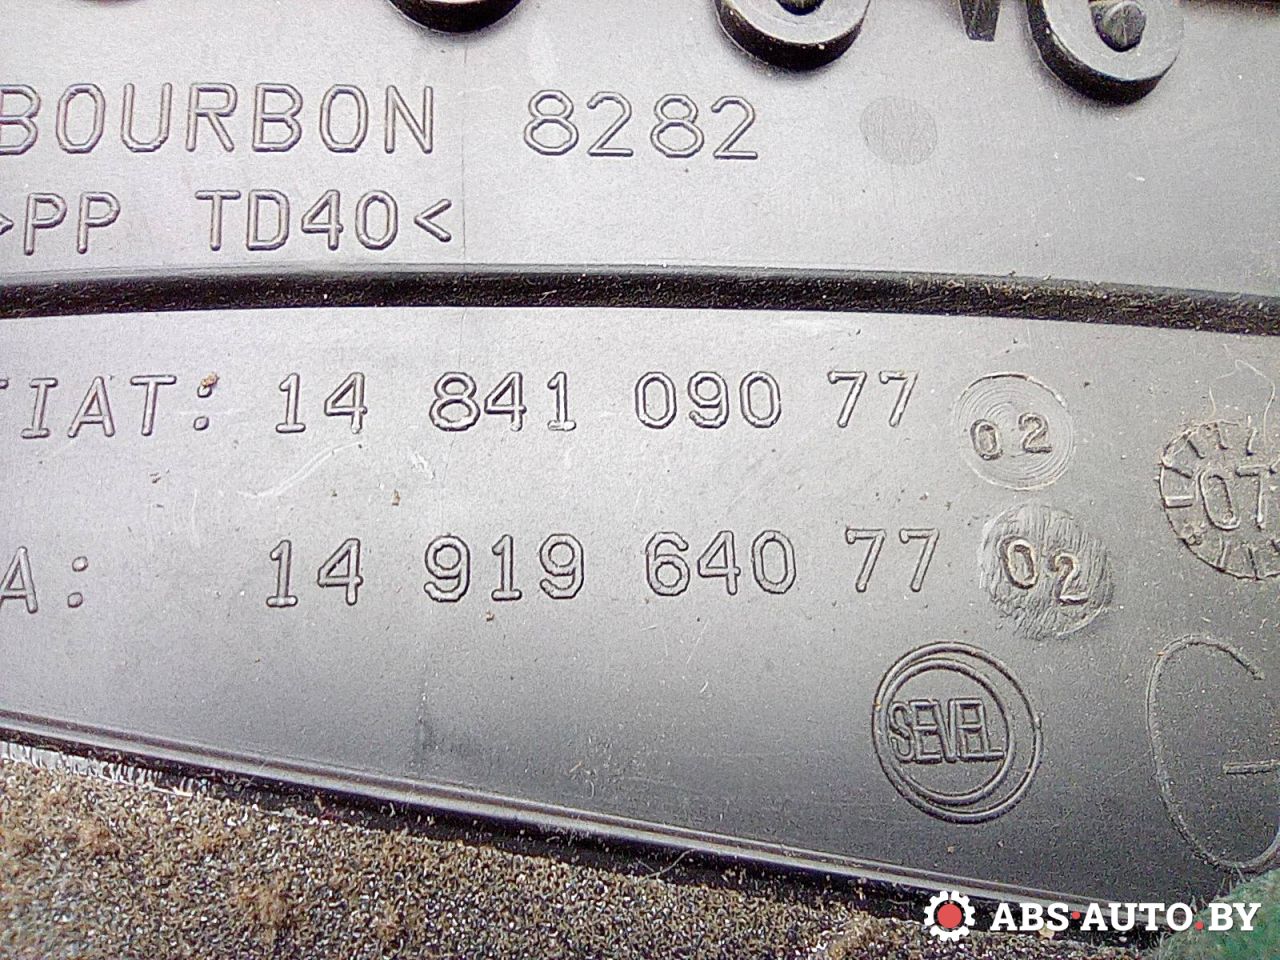 BOURBON 8282
>PP TD40<
FIAT: 14 841 090 77 02
A: 14 919 640 77 02
07
SEVEL
G
ABS·AUTO.BY